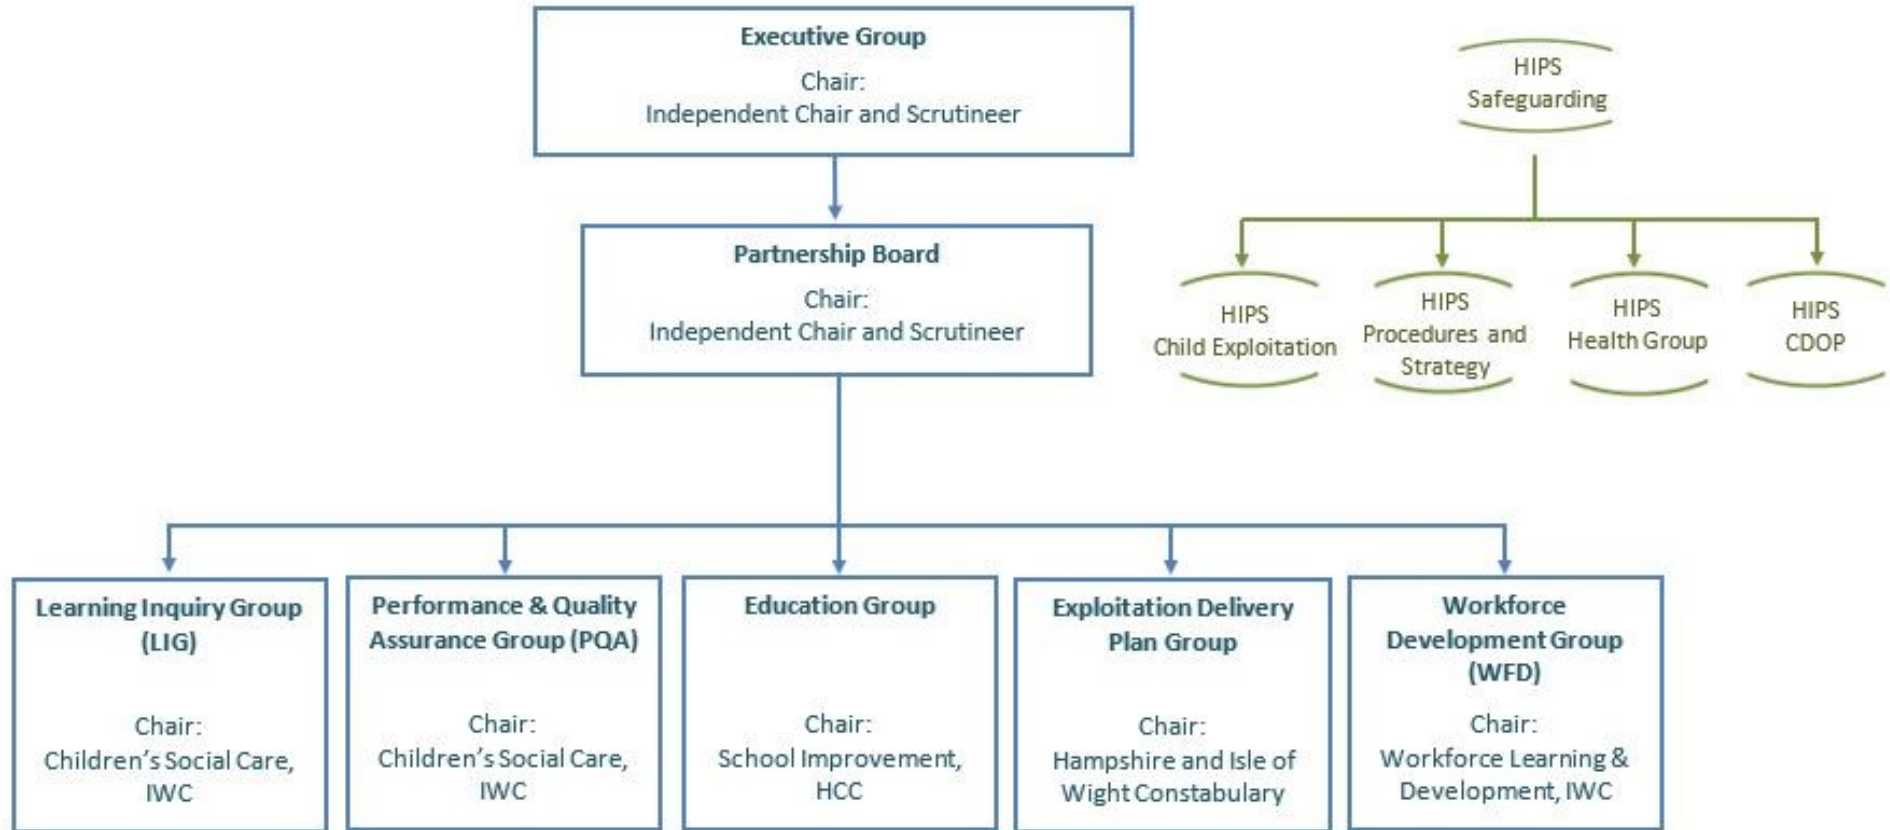 Executive Group
Chair:
Independent Chair and Scrutineer
Partnership Board
Chair:
Independent Chair and Scrutineer
HIPS
Safeguarding
HIPS
Child Exploitation
HIPS
Procedures and
Strategy
HIPS
Health Group
HIPS
CDOP
Learning Inquiry Group
(LIG)
Chair:
Children’s Social Care,
IWC
Performance & Quality
Assurance Group (PQA)
Chair:
Children’s Social Care,
IWC
Education Group
Chair:
School Improvement,
HCC
Exploitation Delivery
Plan Group
Chair:
Hampshire and Isle of
Wight Constabulary
Workforce
Development Group
(WFD)
Chair:
Workforce Learning &
Development, IWC